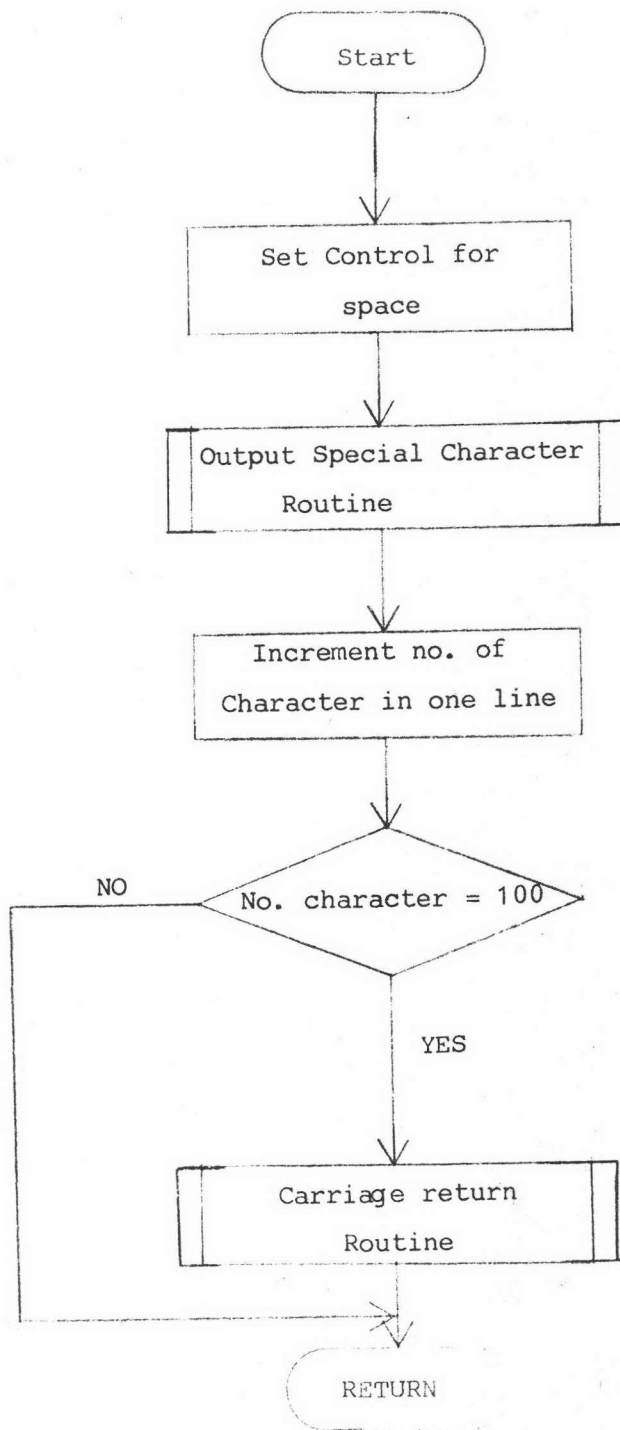 Start
Set Control for
space
Output Special Character
Routine
Increment no. of
Character in one line
No. character = 100
NO
YES
Carriage return
Routine
RETURN